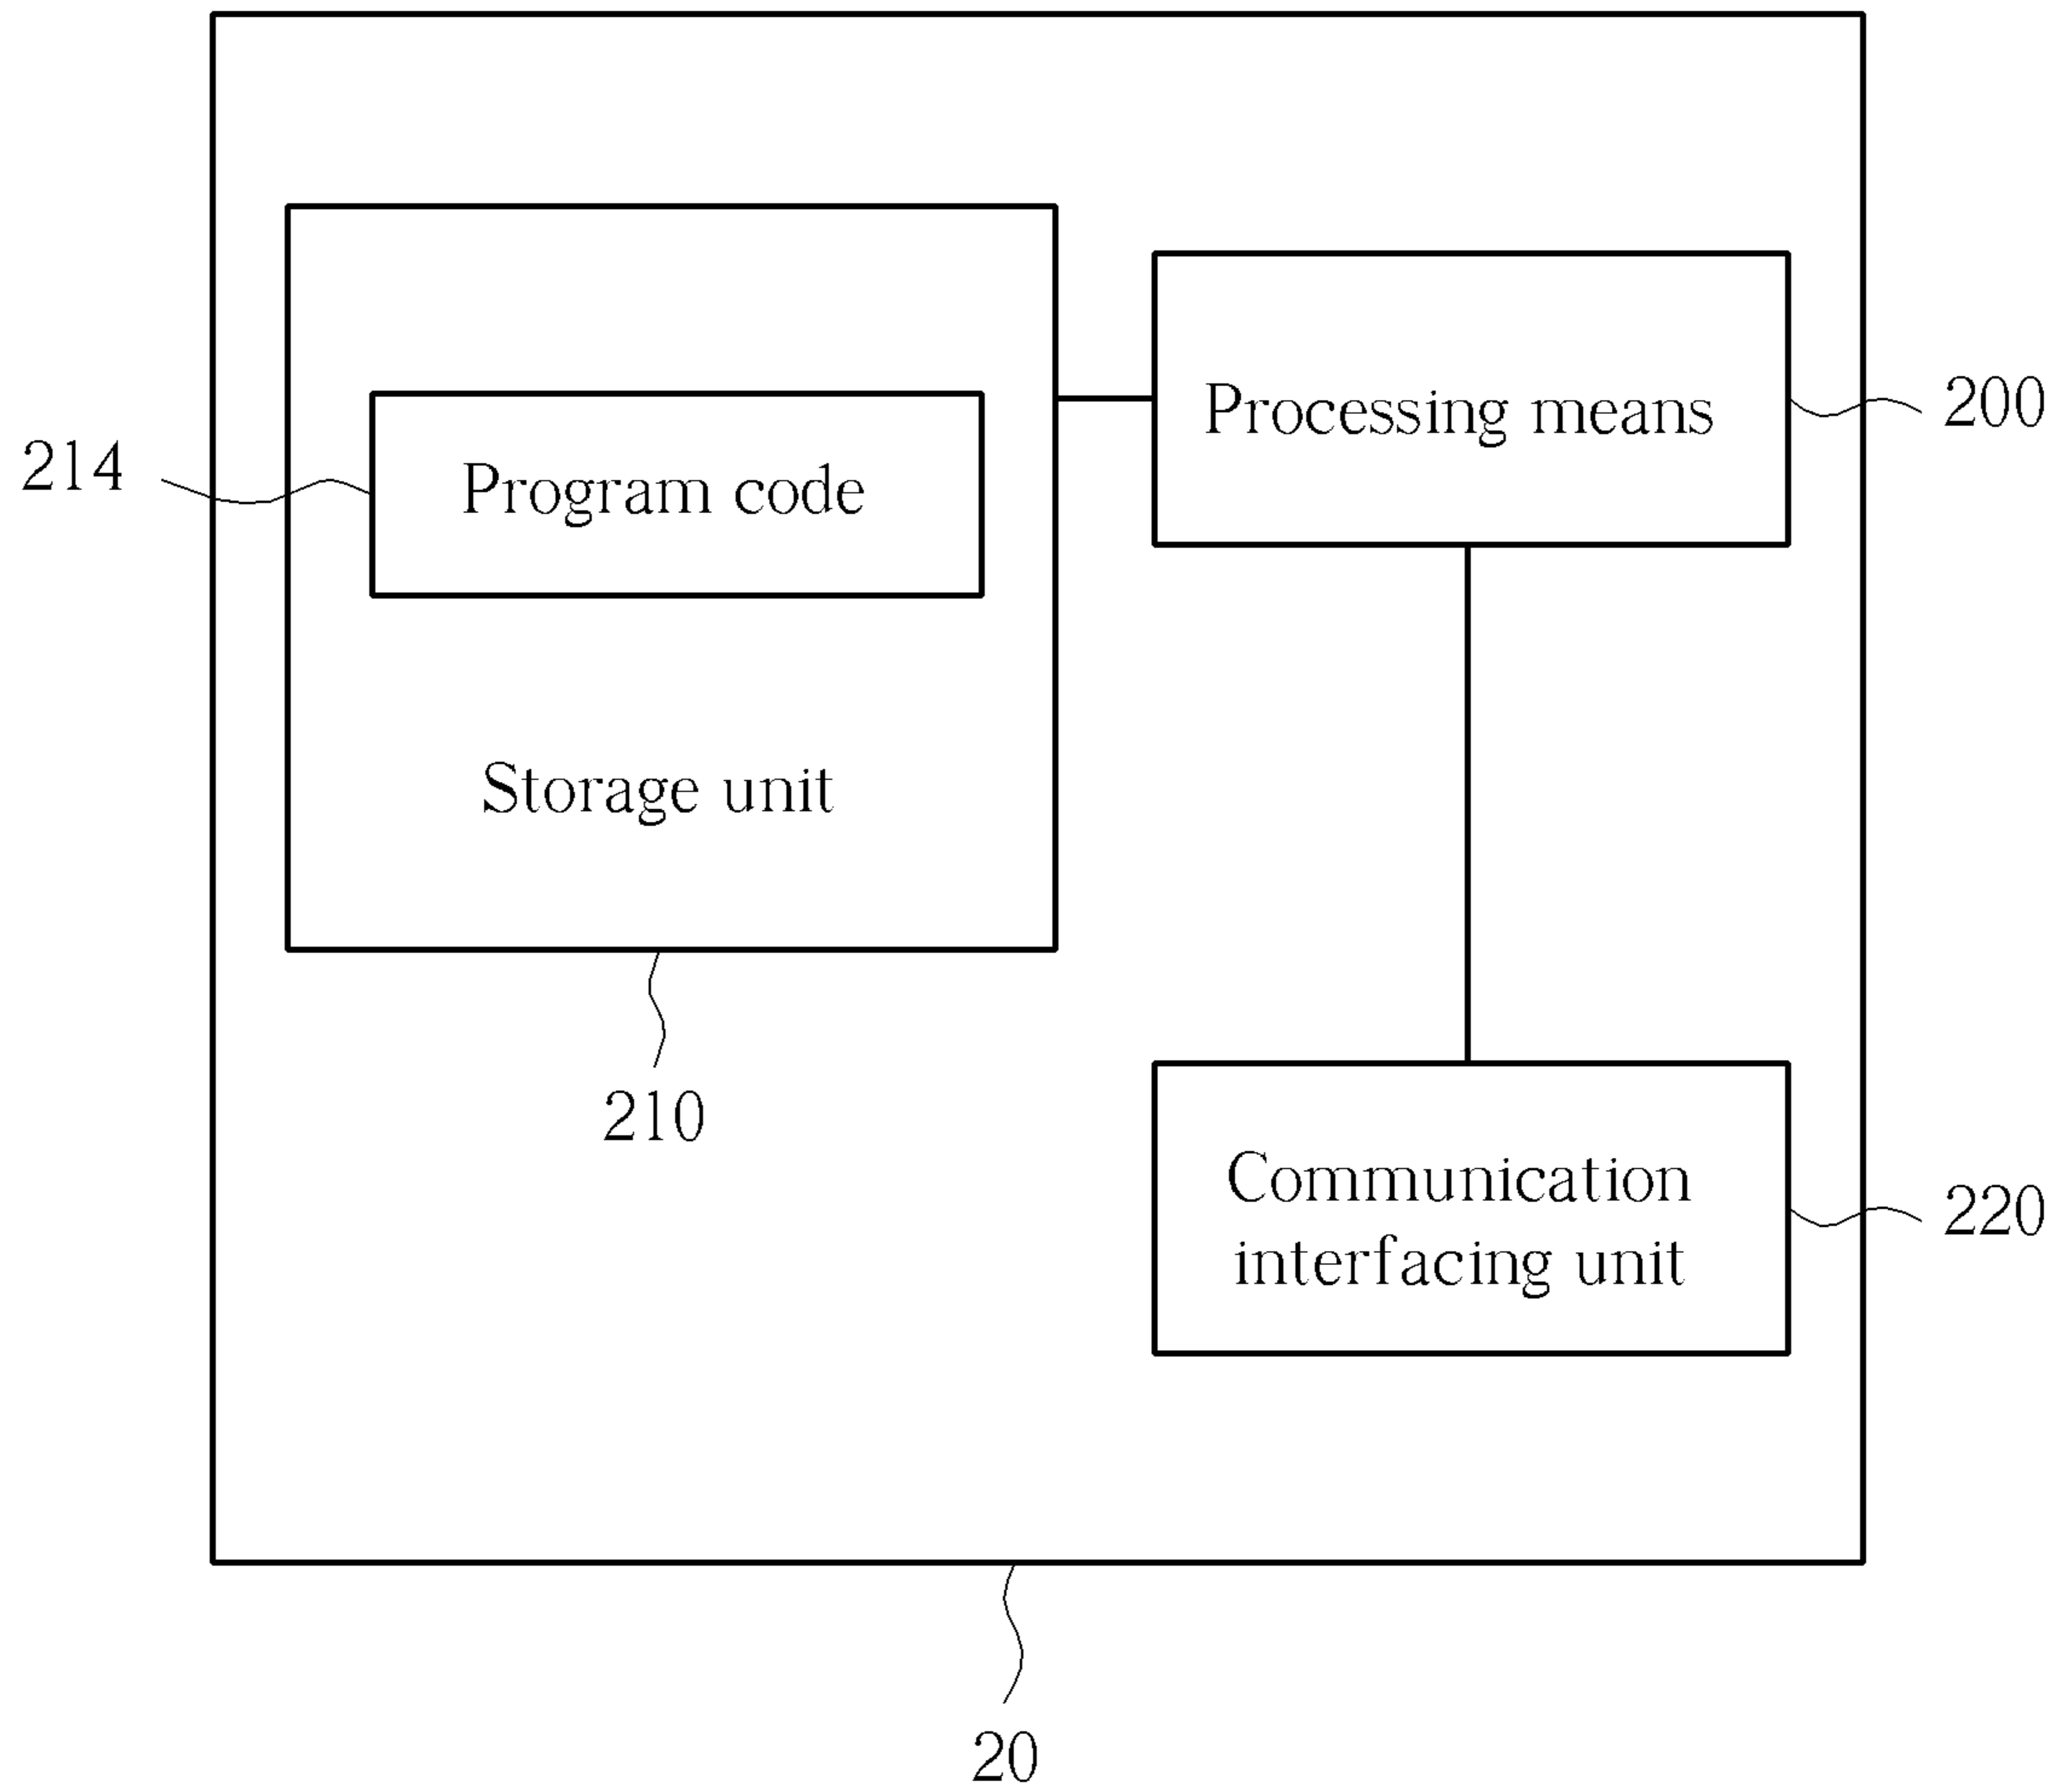 Processing means
200
214
Program code
Storage unit
210
Communication
interfacing unit
220
20